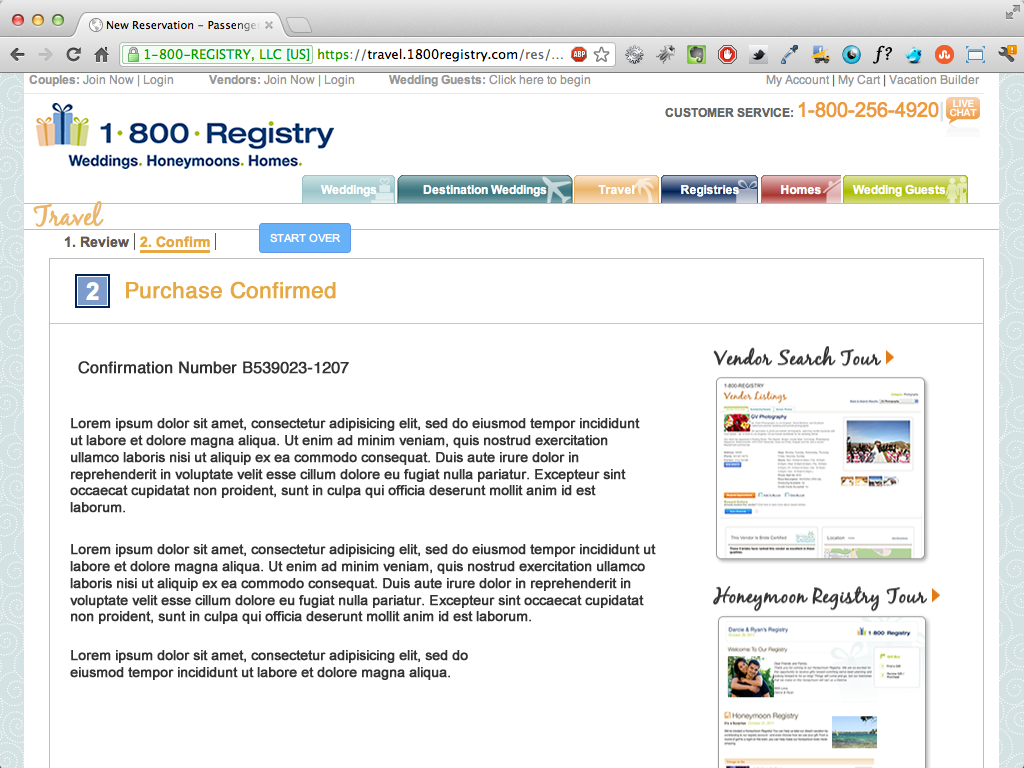 New Reservation – Passenge
1-800-REGISTRY, LLC [US] https://travel.1800registry.com/res/...
ABP
f?
Couples: Join Now | Login Vendors: Join Now | Login Wedding Guests: Click here to begin My Account | My Cart | Vacation Builder
1·800·Registry
Weddings. Honeymoons. Homes.
CUSTOMER SERVICE: 1-800-256-4920 LIVE CHAT
Weddings Destination Weddings Travel Registries Homes Wedding Guests
Travel
1. Review 2. Confirm START OVER
2 Purchase Confirmed
Confirmation Number B539023-1207
Lorem ipsum dolor sit amet, consectetur adipisicing elit, sed do eiusmod tempor incididunt
ut labore et dolore magna aliqua. Ut enim ad minim veniam, quis nostrud exercitation
ullamco laboris nisi ut aliquip ex ea commodo consequat. Duis aute irure dolor in
reprehenderit in voluptate velit esse cillum dolore eu fugiat nulla pariatur. Excepteur sint
occaecat cupidatat non proident, sunt in culpa qui officia deserunt mollit anim id est
laborum.
Lorem ipsum dolor sit amet, consectetur adipisicing elit, sed do eiusmod tempor incididunt ut
labore et dolore magna aliqua. Ut enim ad minim veniam, quis nostrud exercitation ullamco
laboris nisi ut aliquip ex ea commodo consequat. Duis aute irure dolor in reprehenderit in
voluptate velit esse cillum dolore eu fugiat nulla pariatur. Excepteur sint occaecat cupidatat
non proident, sunt in culpa qui officia deserunt mollit anim id est laborum.
Lorem ipsum dolor sit amet, consectetur adipisicing elit, sed do
eiusmod tempor incididunt ut labore et dolore magna aliqua.
Vendor Search Tour
1-800-REGISTRY
Vendor Listings
GV Photography
This Vendor is Bride Certified
Location
Honeymoon Registry Tour
Darcie & Ryan's Registry
1 800 Registry
Welcome To Our Registry
Honeymoon Registry